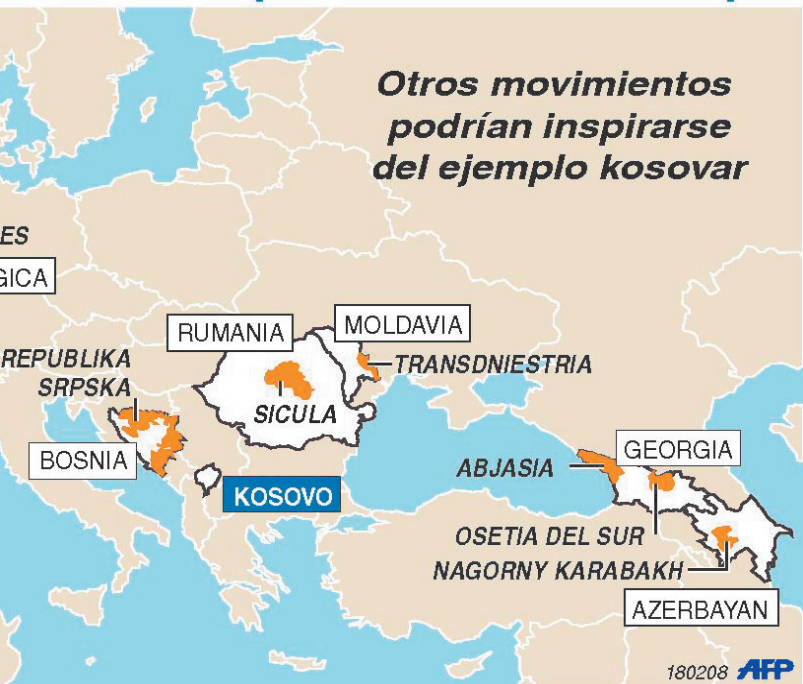 Otros movimientos
podrían inspirarse
del ejemplo kosovar
ES
GICA
RUMANIA
MOLDAVIA
REPUBLIKA
SRPSKA
TRANSDNIESTRIA
SICULA
BOSNIA
KOSOVO
ABJASIA
GEORGIA
OSETIA DEL SUR
NAGORNY KARABAKH
AZERBAYAN
180208 AFP